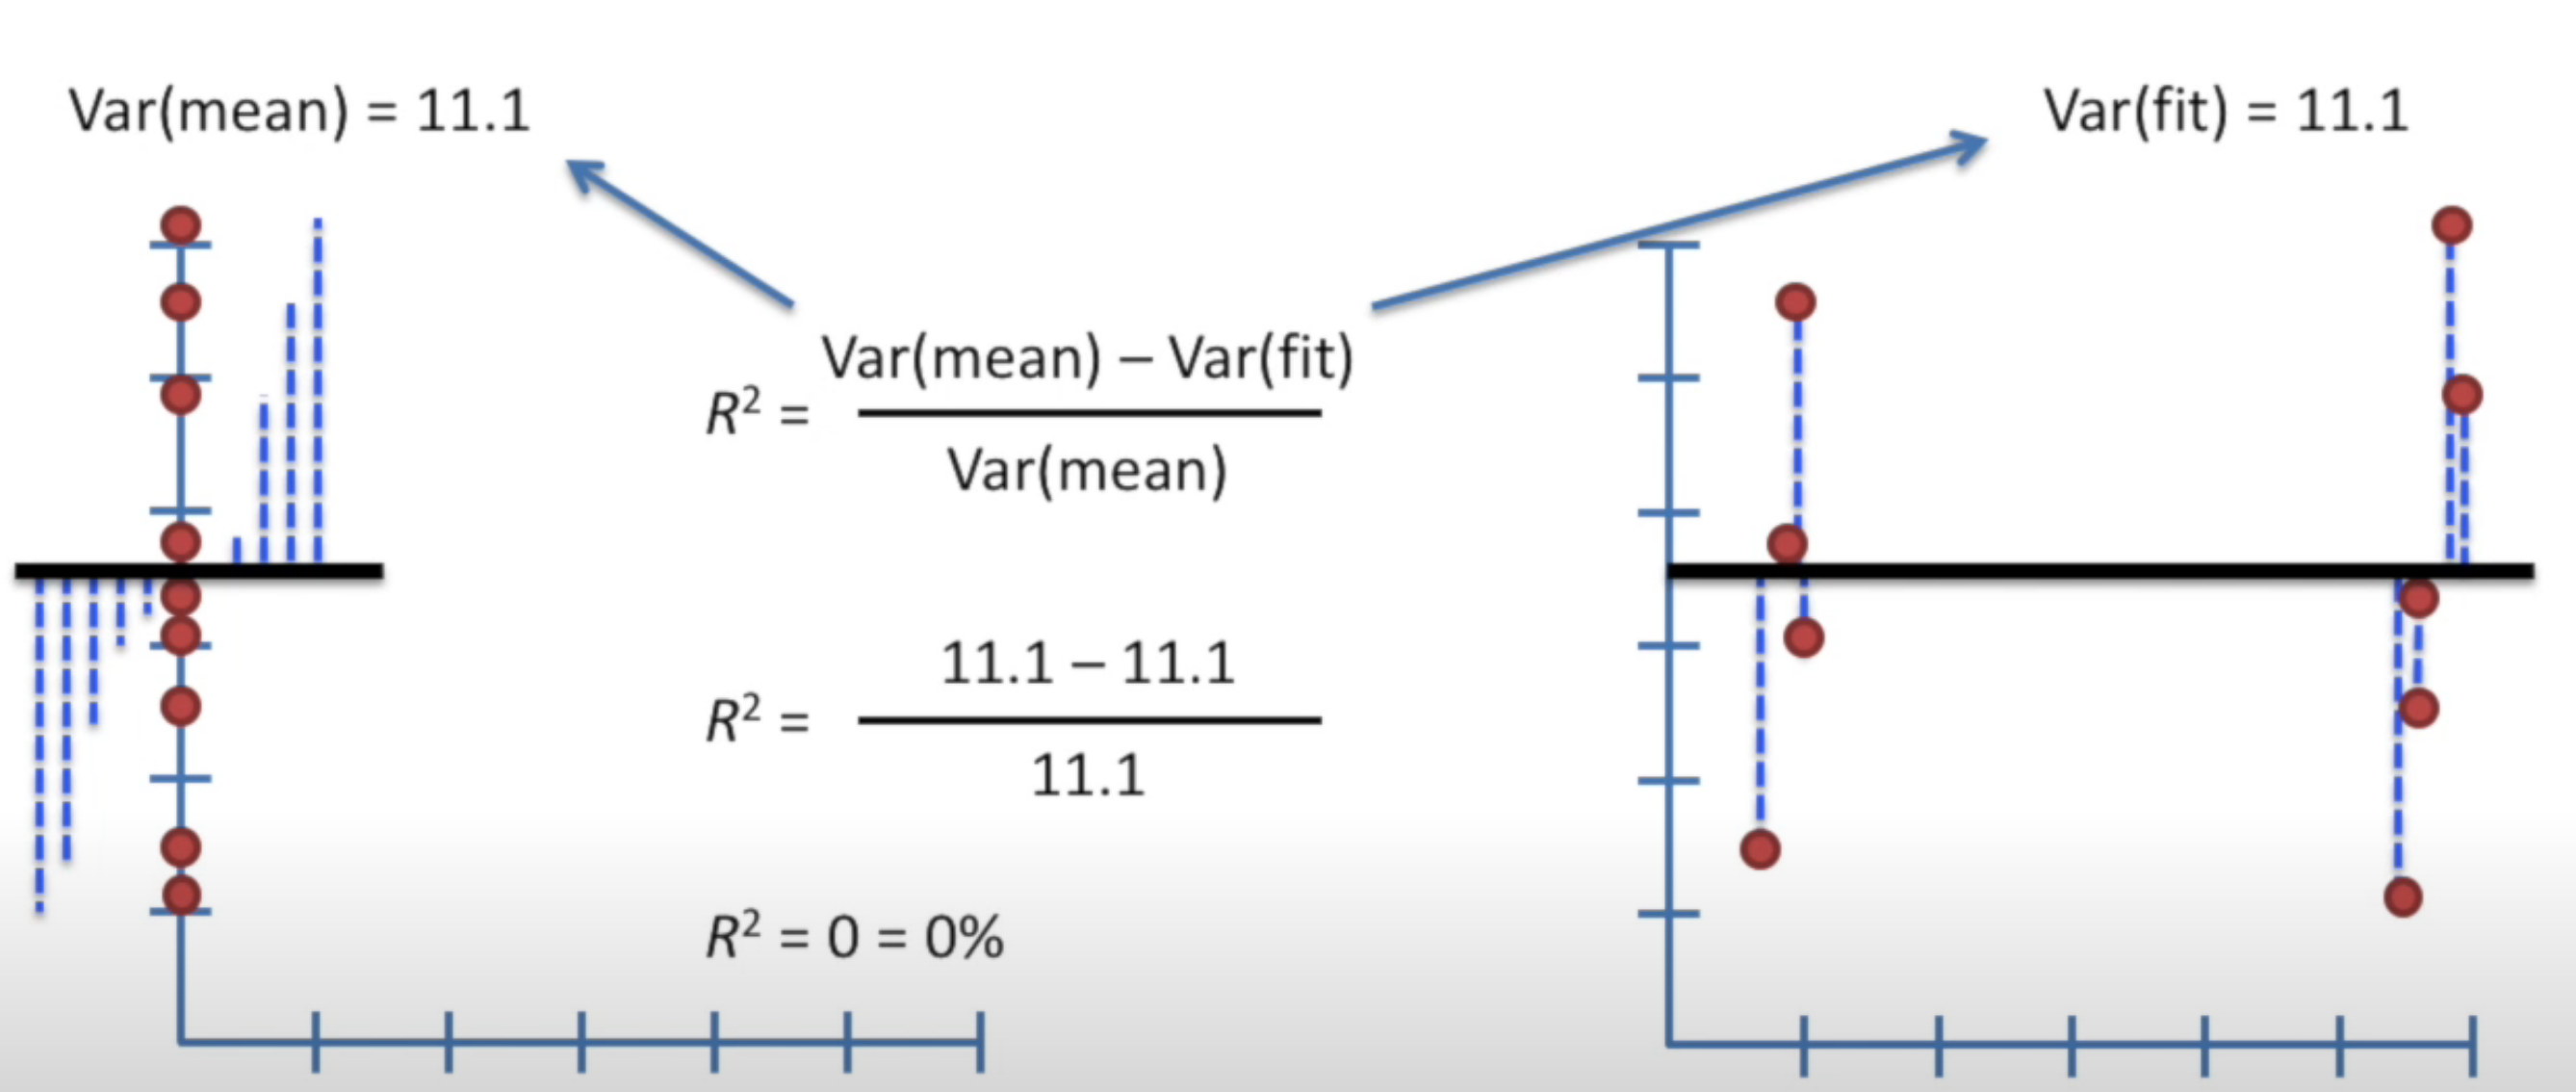 Var(mean) = 11.1
Var(fit) = 11.1
Var(mean) – Var(fit)
R² =
Var(mean)
11.1 – 11.1
R² =
11.1
R² = 0 = 0%